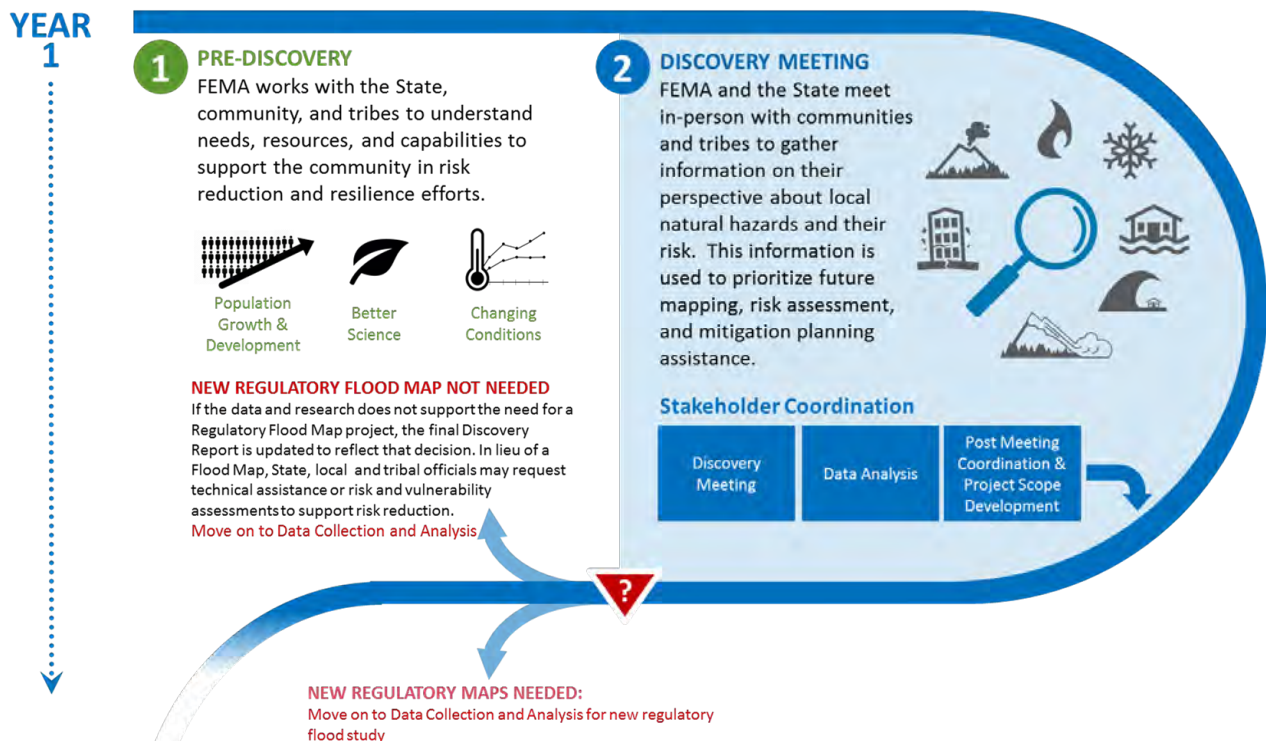 YEAR
1
1
PRE-DISCOVERY
FEMA works with the State,
community, and tribes to understand
needs, resources, and capabilities to
support the community in risk
reduction and resilience efforts.
Population
Growth &
Development
Better
Science
Changing
Conditions
NEW REGULATORY FLOOD MAP NOT NEEDED
If the data and research does not support the need for a
Regulatory Flood Map project, the final Discovery
Report is updated to reflect that decision. In lieu of a
Flood Map, State, local and tribal officials may request
technical assistance or risk and vulnerability
assessments to support risk reduction.
Move on to Data Collection and Analysis
2
DISCOVERY MEETING
FEMA and the State meet
in-person with communities
and tribes to gather
information on their
perspective about local
natural hazards and their
risk. This information is
used to prioritize future
mapping, risk assessment,
and mitigation planning
assistance.
Stakeholder Coordination
Discovery
Meeting
Data Analysis
Post Meeting
Coordination &
Project Scope
Development
?
NEW REGULATORY MAPS NEEDED:
Move on to Data Collection and Analysis for new regulatory
flood study